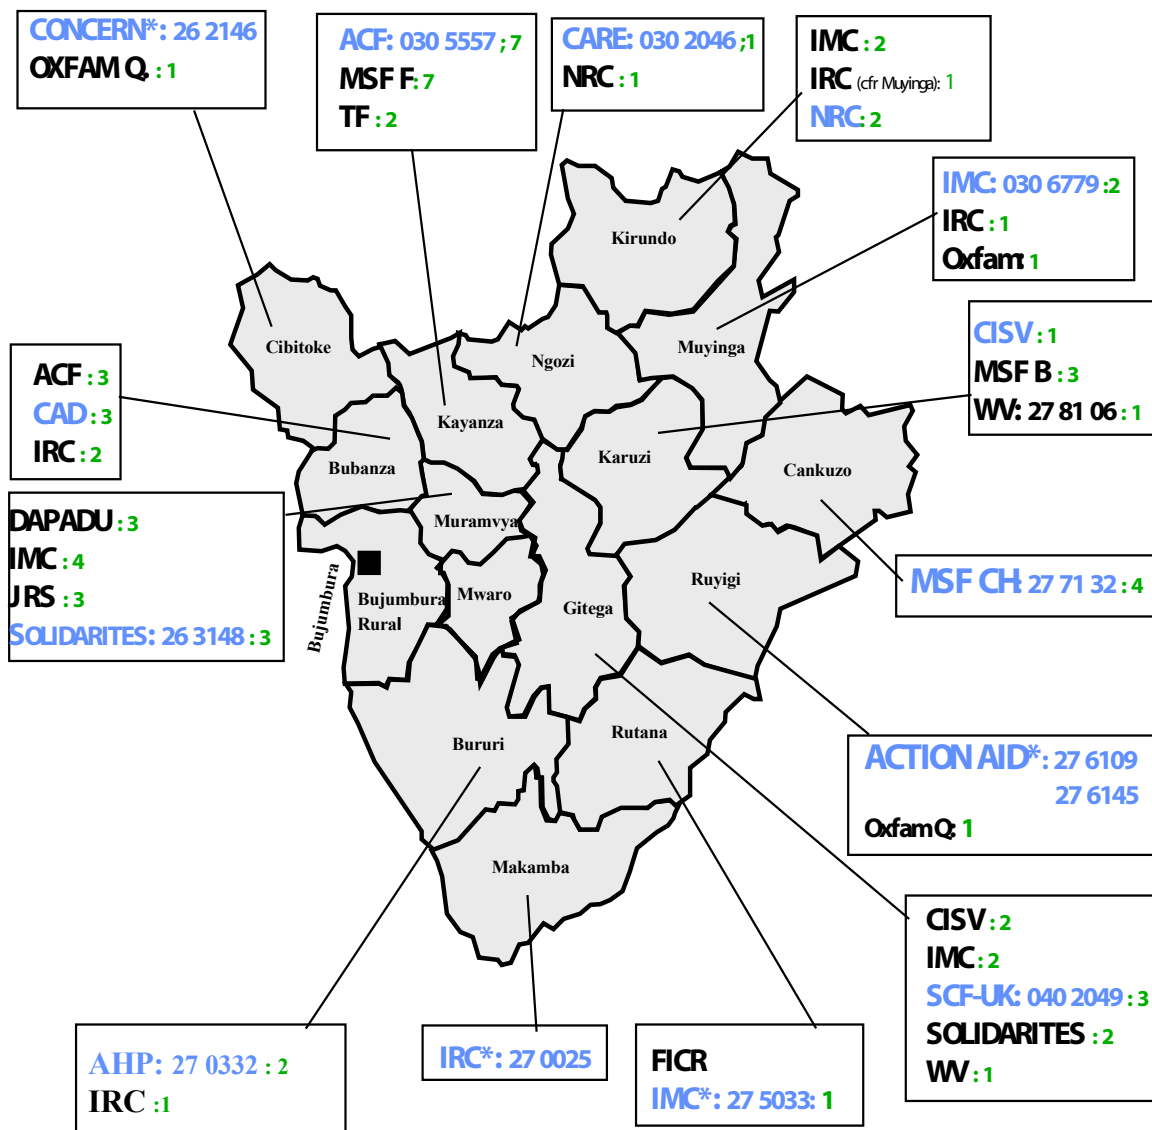 CONCERN*: 26 2146
OXFAM Q. : 1
ACF: 030 5557 ; 7
MSF F: 7
TF : 2
CARE: 030 2046 ;1
NRC : 1
IMC : 2
IRC (cfr Muyinga): 1
NRC: 2
IMC: 030 6779 :2
IRC : 1
Oxfam: 1
CISV : 1
MSF B : 3
WV: 27 81 06 : 1
ACF : 3
CAD : 3
IRC : 2
DAPADU : 3
IMC : 4
JRS : 3
SOLIDARITES: 26 3148 : 3
MSF CH: 27 71 32 : 4
ACTION AID*: 27 6109
27 6145
Oxfam Q: 1
CISV : 2
IMC : 2
SCF-UK: 040 2049 : 3
SOLIDARITES : 2
WV : 1
AHP: 27 0332 : 2
IRC :1
IRC*: 27 0025
FICR
IMC*: 27 5033: 1
Kirundo
Cibitoke
Ngozi
Muyinga
Kayanza
Bubanza
Karuzi
Cankuzo
Muramvya
Bujumbura
Bujumbura
Rural
Mwaro
Gitega
Ruyigi
Bururi
Rutana
Makamba